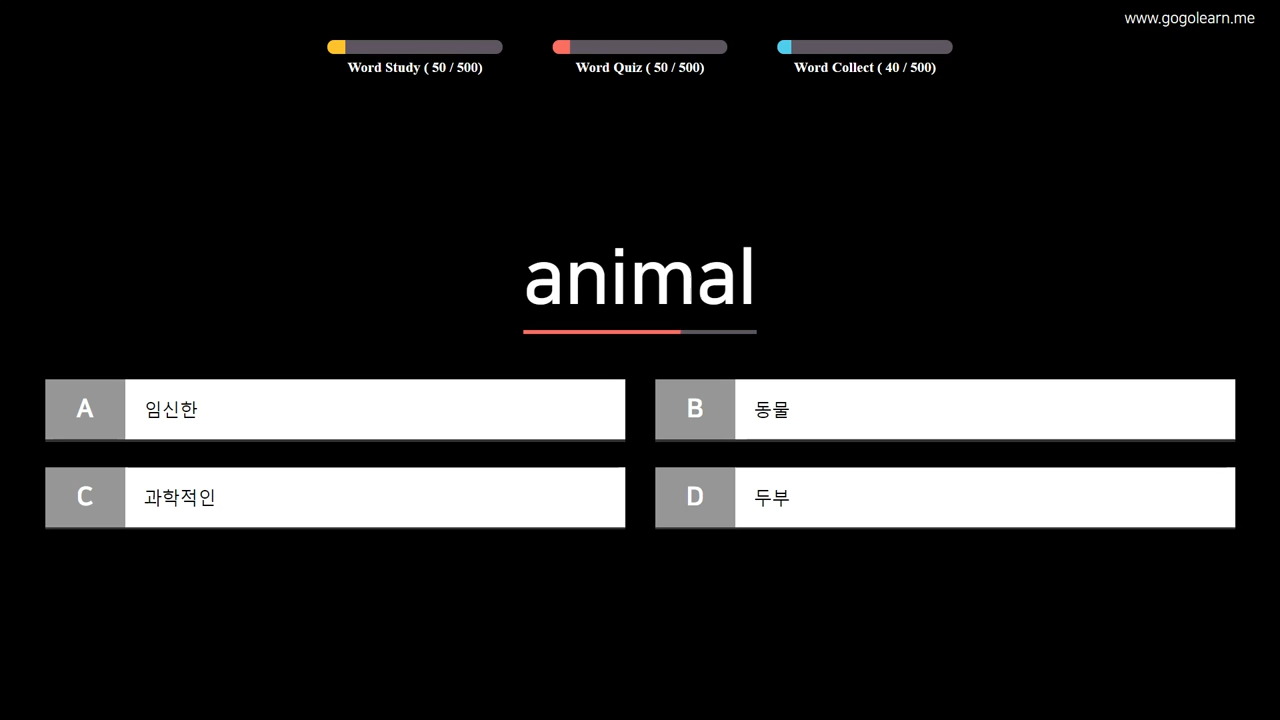 www.gogolearn.me
Word Study ( 50 / 500)
Word Quiz ( 50 / 500)
Word Collect ( 40 / 500)
animal
A 임신한
B 동물
C 과학적인
D 두부